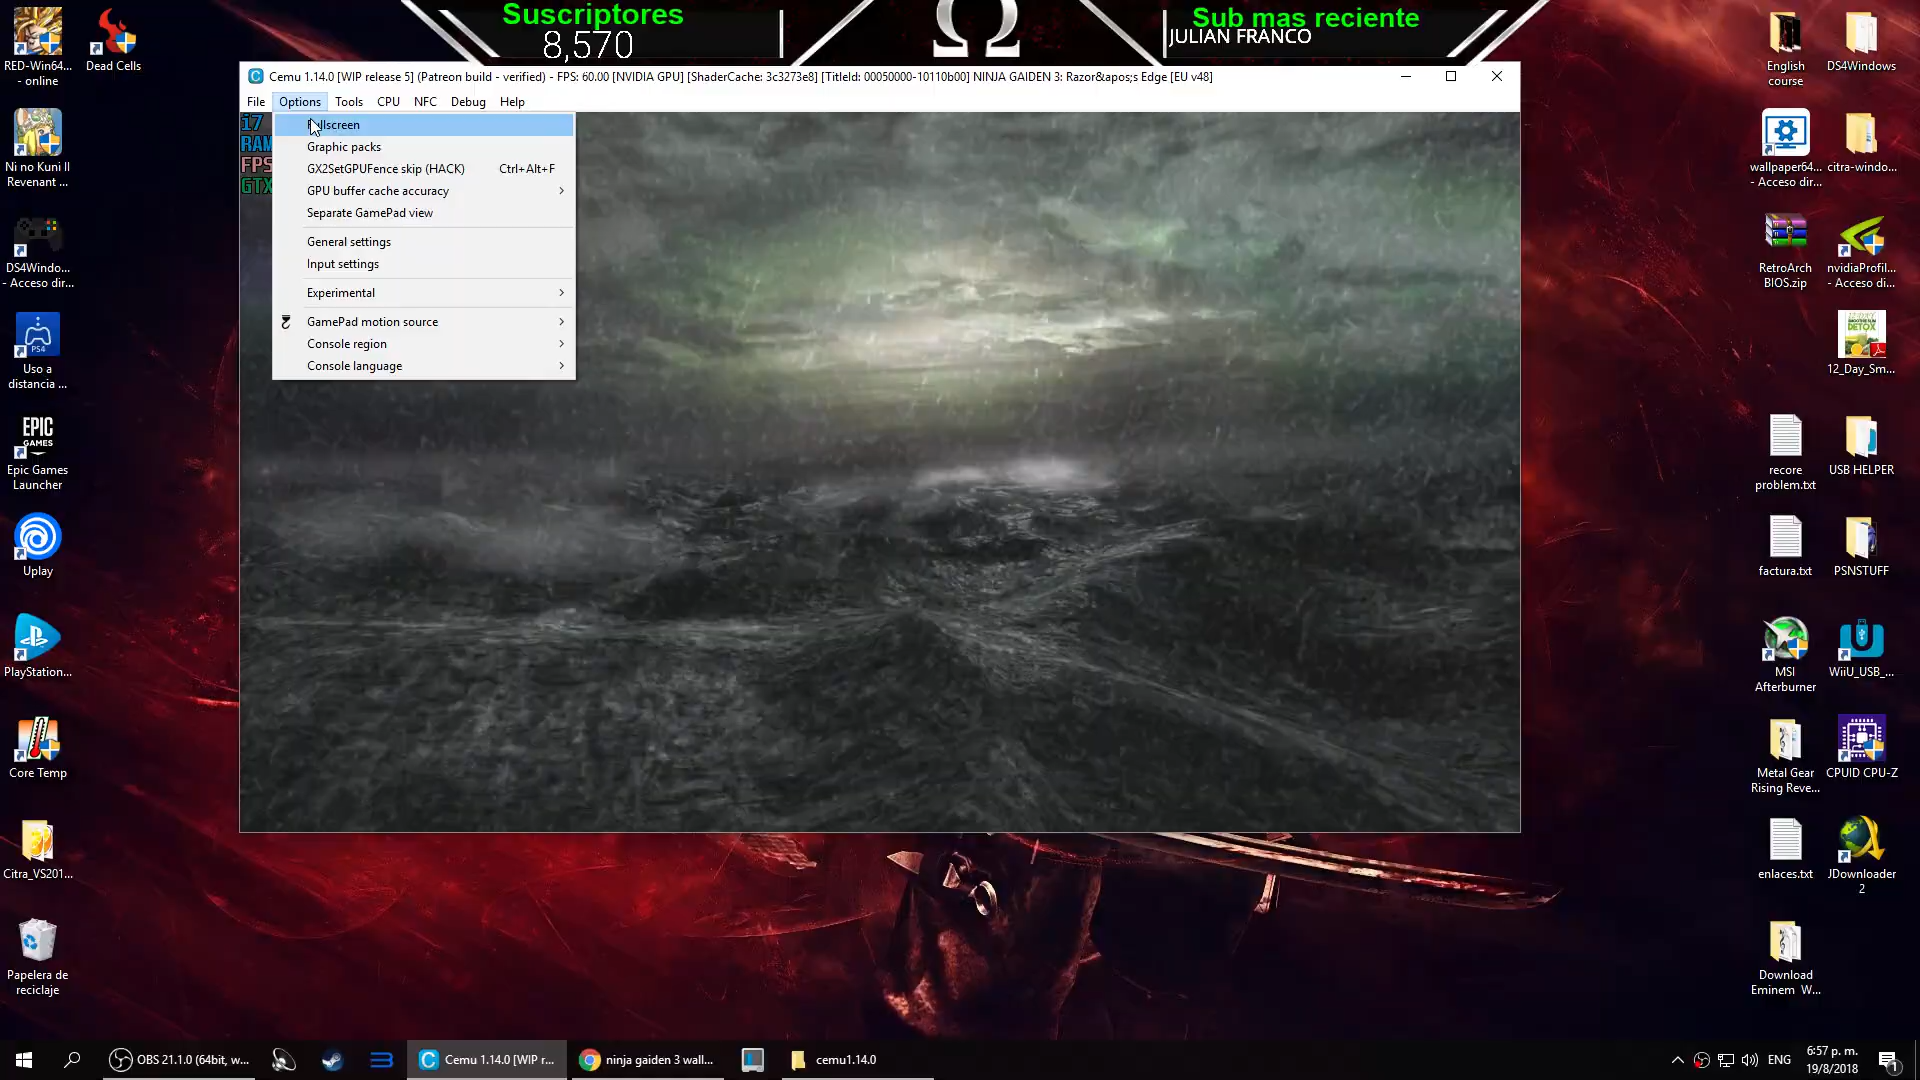 Suscriptores
8,570
Sub mas reciente
JULIAN FRANCO
Cemu 1.14.0 [WIP release 5] (Patreon build - verified) - FPS: 60.00 [NVIDIA GPU] [ShaderCache: 3c3273e8] [TitleId: 00050000-10110b00] NINJA GAIDEN 3: Razor&apos;s Edge [EU v48]
File Options Tools CPU NFC Debug Help
i7
RAM
FPS
GTX
Graphic packs
GX2SetGPUFence skip (HACK) Ctrl+Alt+F
GPU buffer cache accuracy
Separate GamePad view
General settings
Input settings
Experimental
GamePad motion source
Console region
Console language
RED-Win64...
- online
Dead Cells
Ni no Kuni II
Revenant ...
DS4Windo...
- Acceso dir...
PS4
Uso a
distancia ...
EPIC
GAMES
Epic Games
Launcher
Uplay
PlayStation...
Core Temp
Citra_VS201...
Papelera de
reciclaje
English
course
DS4Windows
wallpaper64...
- Acceso dir...
citra-windo...
RetroArch
BIOS.zip
nvidiaProfil...
- Acceso di...
DETOX
12_Day_Sm...
recore
problem.txt
USB HELPER
factura.txt
PSNSTUFF
MSI
Afterburner
WiiU_USB_...
Metal Gear
Rising Reve...
CPU
CPUID CPU-Z
enlaces.txt
JDownloader
2
Download
Eminem W...
OBS 21.1.0 (64bit, w...
Cemu 1.14.0 [WIP r...
ninja gaiden 3 wall...
cemu1.14.0
ENG
6:57 p. m.
19/8/2018
1